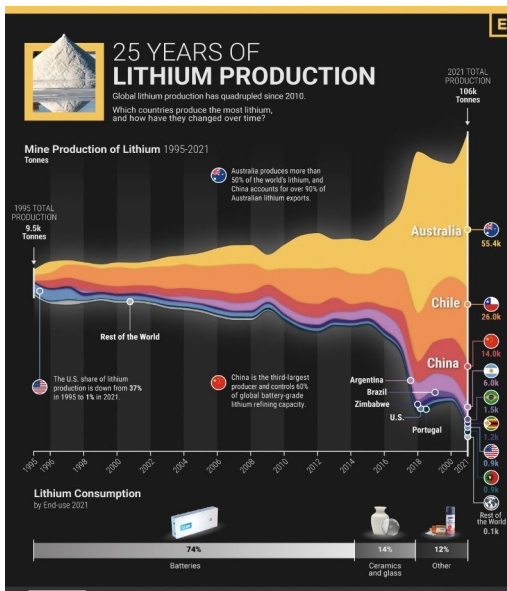 E
25 YEARS OF
LITHIUM PRODUCTION
Global lithium production has quadrupled since 2010.
Which countries produce the most lithium,
and how have they changed over time?
2021 TOTAL
PRODUCTION
106k
Tonnes
Mine Production of Lithium 1995-2021
Tonnes
Australia produces more than
50% of the world's lithium, and
China accounts for over 90% of
Australian lithium exports.
1995 TOTAL
PRODUCTION
9.5k
Tonnes
Australia
55.4k
Chile
26.0k
Rest of the World
China
14.0k
The U.S. share of lithium
production is down from 37%
in 1995 to 1% in 2021.
China is the third-largest
producer and controls 60%
of global battery-grade
lithium refining capacity.
Argentina
Brazil
Zimbabwe
U.S.
Portugal
6.0k
1.5k
1.2k
0.9k
0.9k
Rest of
the World
0.1k
1995
1996
1998
2000
2002
2004
2006
2008
2010
2012
2014
2016
2018
2000
2021
Lithium Consumption
by End-use 2021
74%
14%
12%
Batteries
Ceramics
and glass
Other